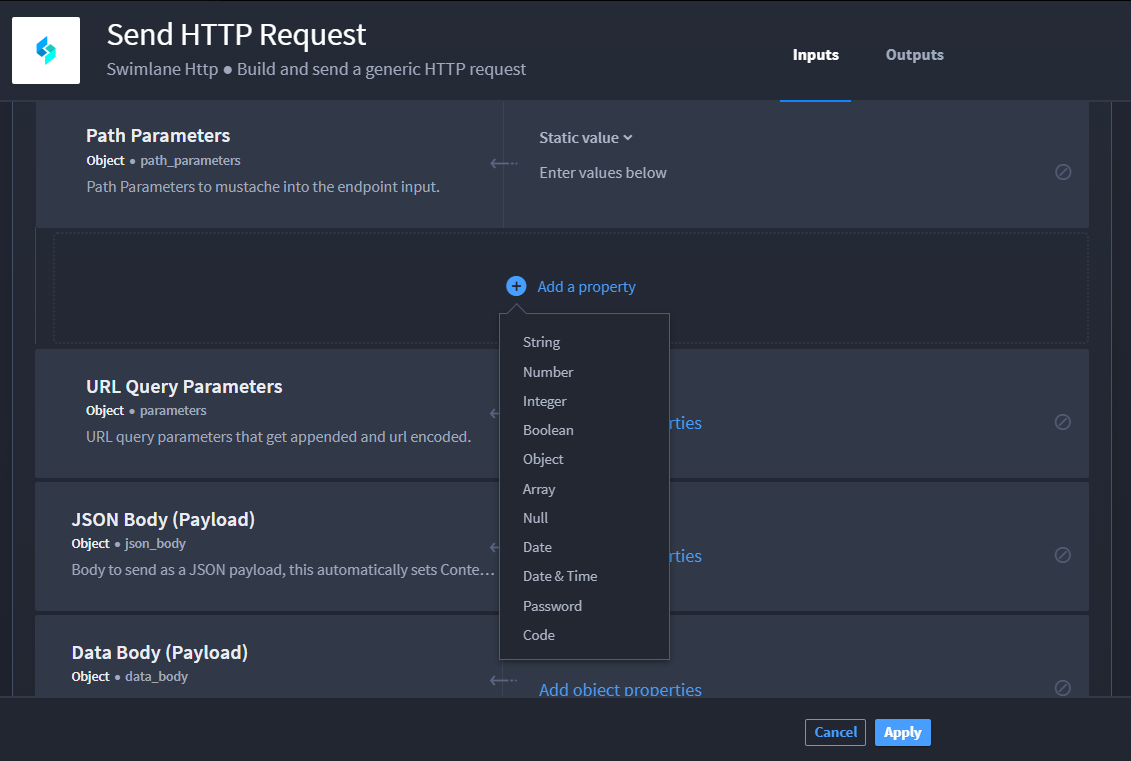 Send HTTP Request
Swimlane Http ● Build and send a generic HTTP request
Inputs
Outputs
Path Parameters
Object ● path_parameters
Path Parameters to mustache into the endpoint input.
Static value
Enter values below
Add a property
String
Number
Integer
Boolean
Object
Array
Null
Date
Date & Time
Password
Code
URL Query Parameters
Object ● parameters
URL query parameters that get appended and url encoded.
rties
JSON Body (Payload)
Object ● json_body
Body to send as a JSON payload, this automatically sets Conte...
rties
Data Body (Payload)
Object ● data_body
Add object properties
Cancel
Apply